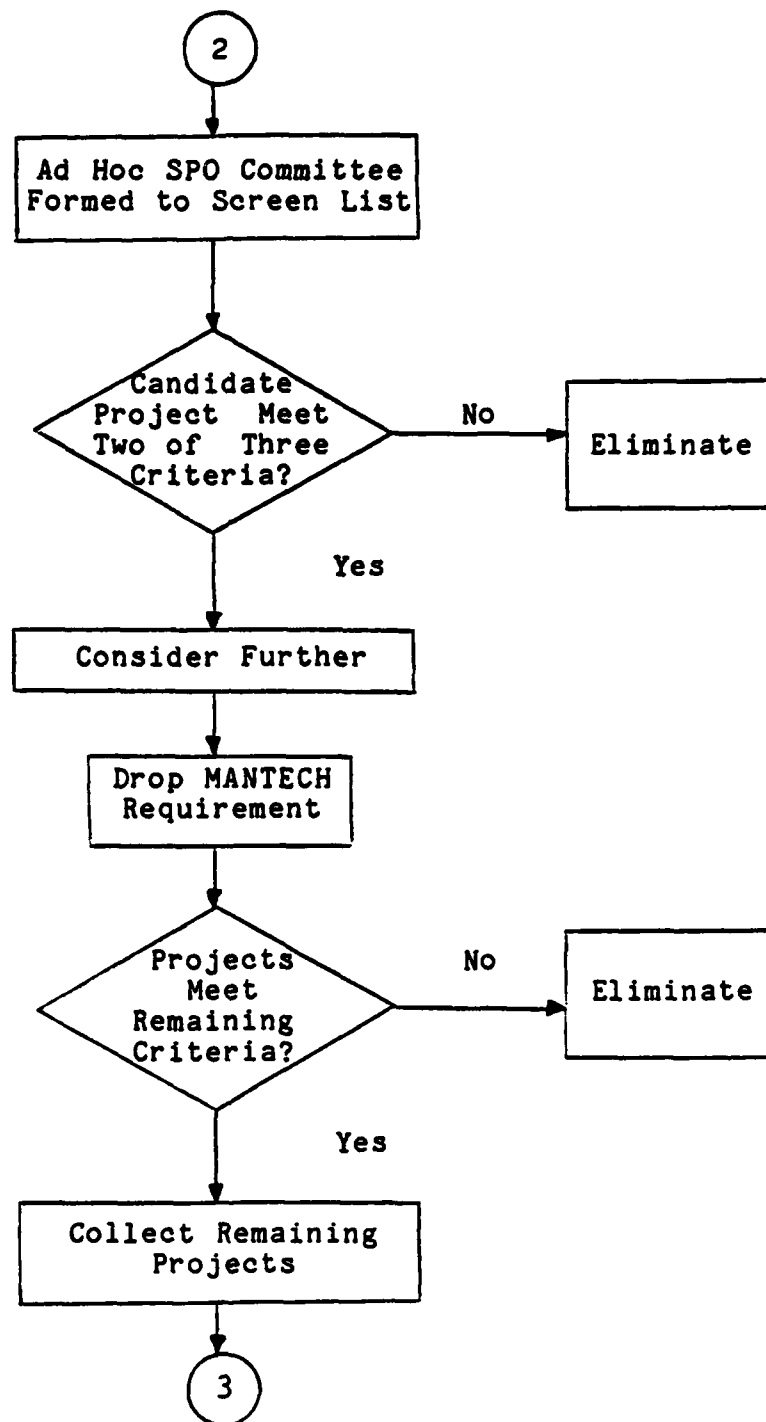 2
Ad Hoc SPO Committee
Formed to Screen List
Candidate
Project Meet
Two of Three
Criteria?
No
Eliminate
Yes
Consider Further
Drop MANTECH
Requirement
Projects
Meet
Remaining
Criteria?
No
Eliminate
Yes
Collect Remaining
Projects
3